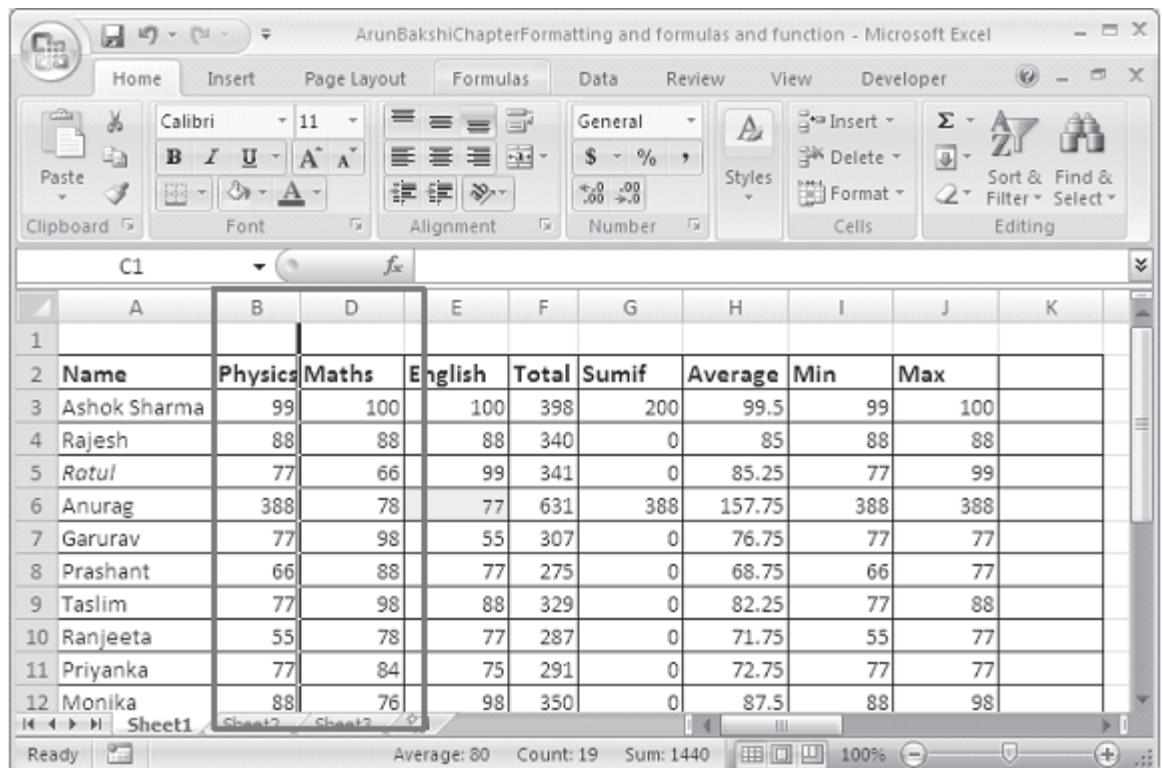 ArunBakshiChapterFormatting and formulas and function - Microsoft Excel
Home Insert Page Layout Formulas Data Review View Developer
Calibri 11 General Insert
B I U A A $ % , Delete
Paste Styles Format Sort & Filter Find & Select
Clipboard Font Alignment Number Cells Editing
C1 fx
A B D E F G H I J K
1
2 Name Physics Maths English Total Sumif Average Min Max
3 Ashok Sharma 99 100 100 398 200 99.5 99 100
4 Rajesh 88 88 88 340 0 85 88 88
5 Ratul 77 66 99 341 0 85.25 77 99
6 Anurag 388 78 77 631 388 157.75 388 388
7 Garurav 77 98 55 307 0 76.75 77 77
8 Prashant 66 88 77 275 0 68.75 66 77
9 Taslim 77 98 88 329 0 82.25 77 88
10 Ranjeeta 55 78 77 287 0 71.75 55 77
11 Priyanka 77 84 75 291 0 72.75 77 77
12 Monika 88 76 98 350 0 87.5 88 98
Sheet1 Sheet2 Sheet3
Ready Average: 80 Count: 19 Sum: 1440 100%